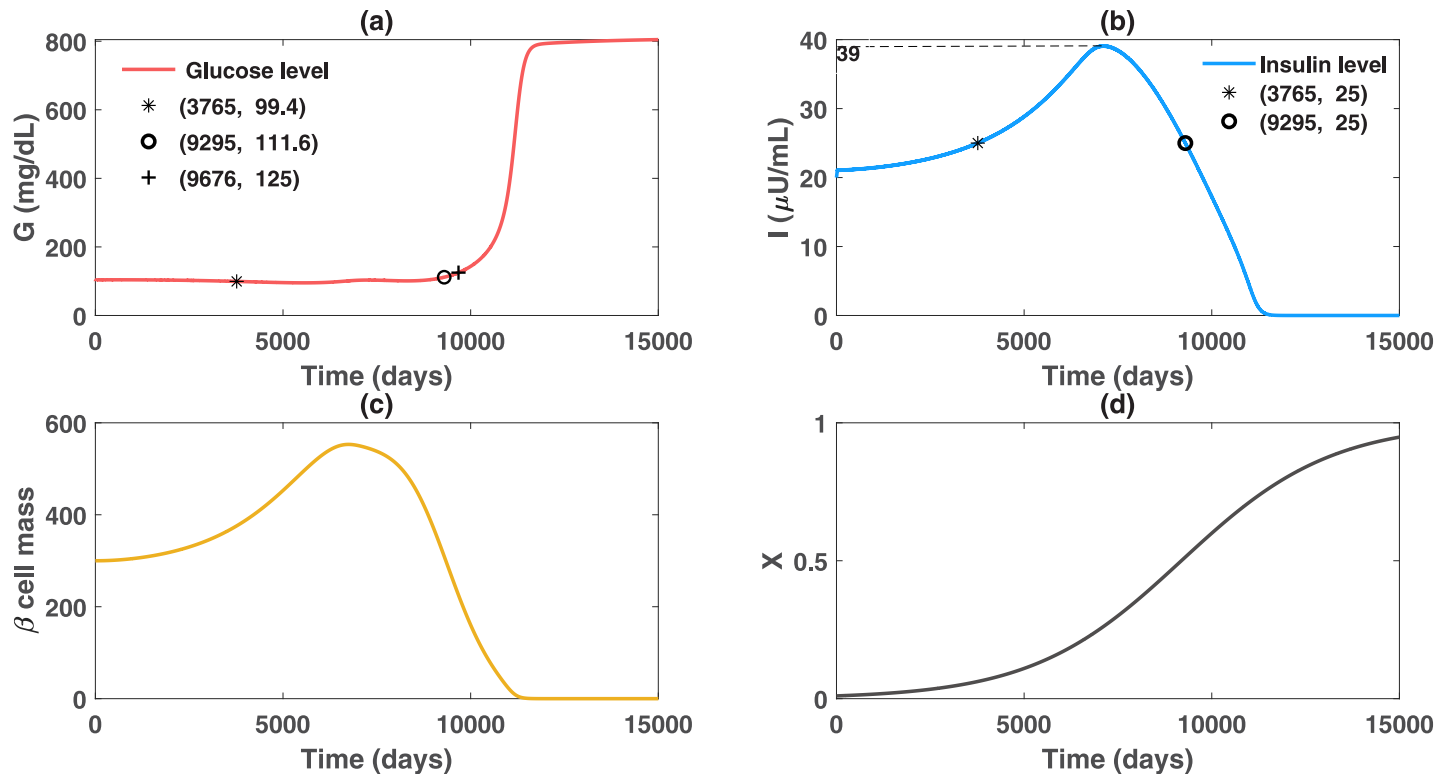 (a)
G (mg/dL)
800
600
400
200
0
Glucose level
(3765, 99.4)
(9295, 111.6)
(9676, 125)
0 5000 10000 15000
Time (days)
(b)
I ( μU/mL)
40
39
30
20
10
0
Insulin level
(3765, 25)
(9295, 25)
0 5000 10000 15000
Time (days)
(c)
β cell mass
600
400
200
0
0 5000 10000 15000
Time (days)
(d)
X
1
0.5
0
0 5000 10000 15000
Time (days)